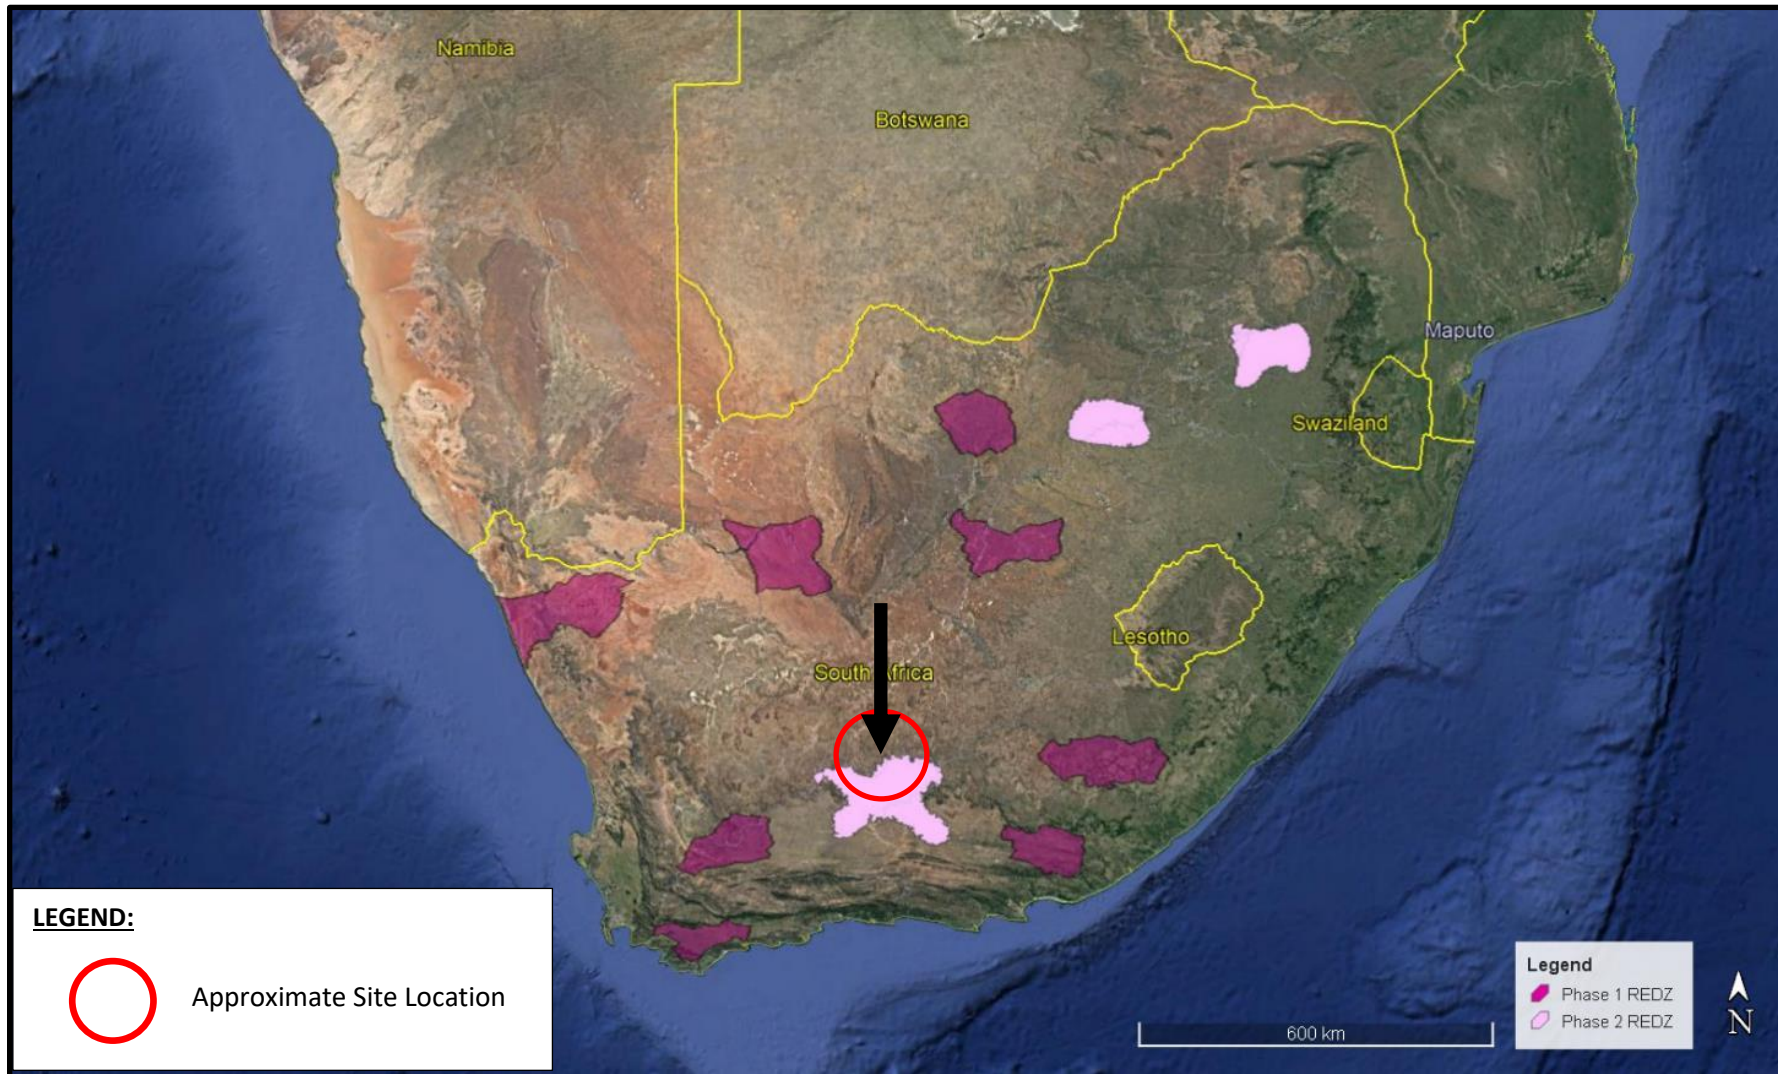 Namibia
Botswana
Maputo
Swaziland
Lesotho
South Africa
LEGEND:
Approximate Site Location
Legend
Phase 1 REDZ
Phase 2 REDZ
600 km
N